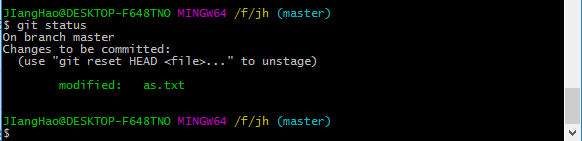 JIangHao@DESKTOP-F648TNO MINGW64 /f/jh (master)
$ git status
On branch master
Changes to be committed:
  (use "git reset HEAD <file>..." to unstage)
        modified:   as.txt
JIangHao@DESKTOP-F648TNO MINGW64 /f/jh (master)
$